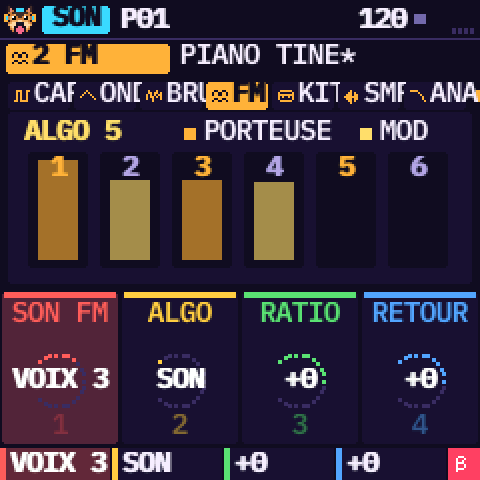 SON P01 120
2 FM PIANO TINE*
CAR OND BRU FM KIT SMP ANA
ALGO 5 PORTEUSE MOD
1 2 3 4 5 6
SON FM ALGO RATIO RETOUR
VOIX 3 SON +0 +0
1 2 3 4
VOIX 3 SON +0 +0 β